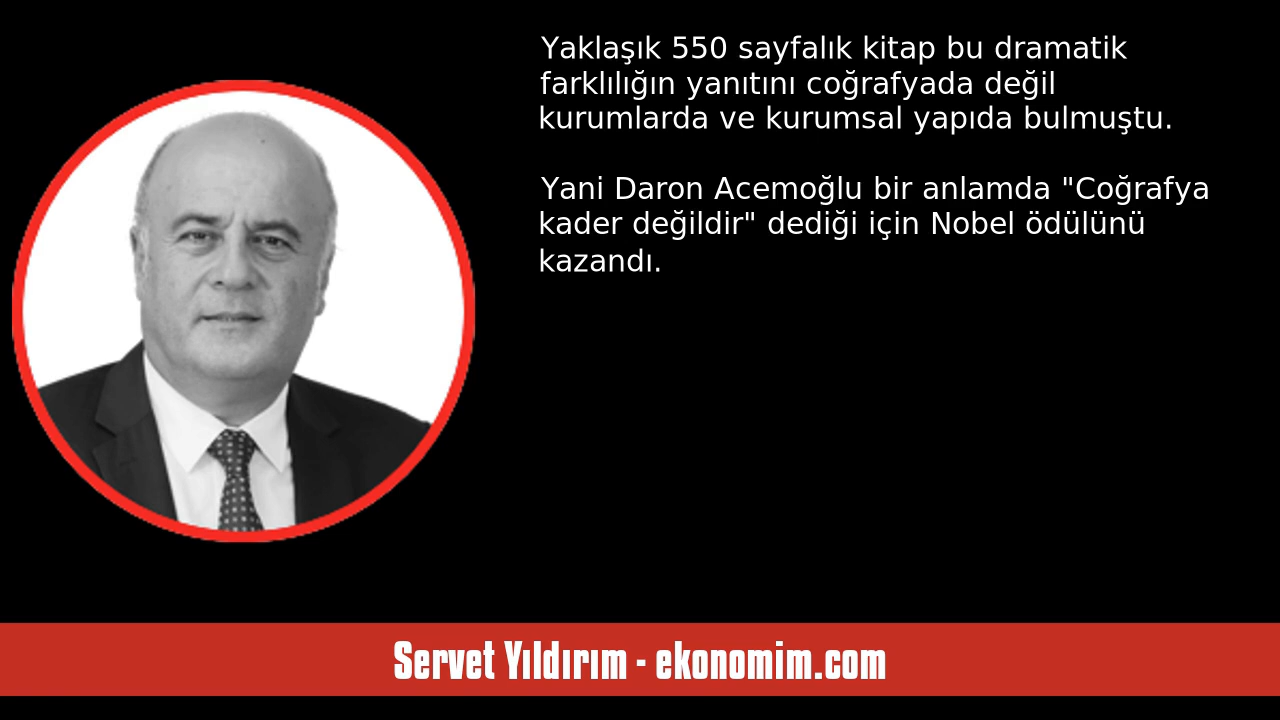 Yaklaşık 550 sayfalık kitap bu dramatik
farklılığın yanıtını coğrafyada değil
kurumlarda ve kurumsal yapıda bulmuştu.
Yani Daron Acemoğlu bir anlamda "Coğrafya
kader değildir" dediği için Nobel ödülünü
kazandı.
Servet Yıldırım - ekonomim.com